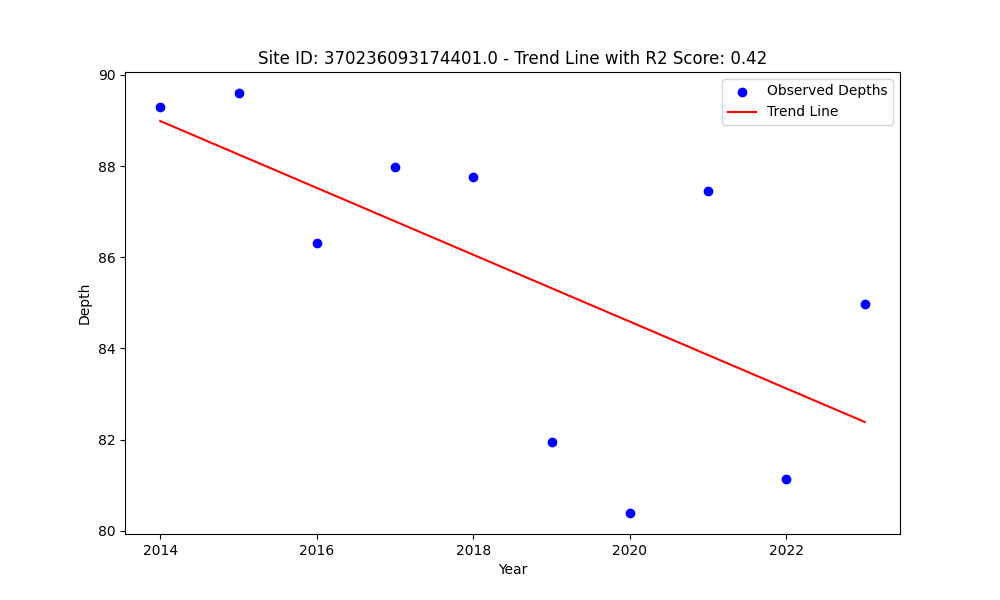 Site ID: 370236093174401.0 - Trend Line with R2 Score: 0.42
90
88
86
84
82
80
Depth
Observed Depths
Trend Line
2014
2016
2018
2020
2022
Year